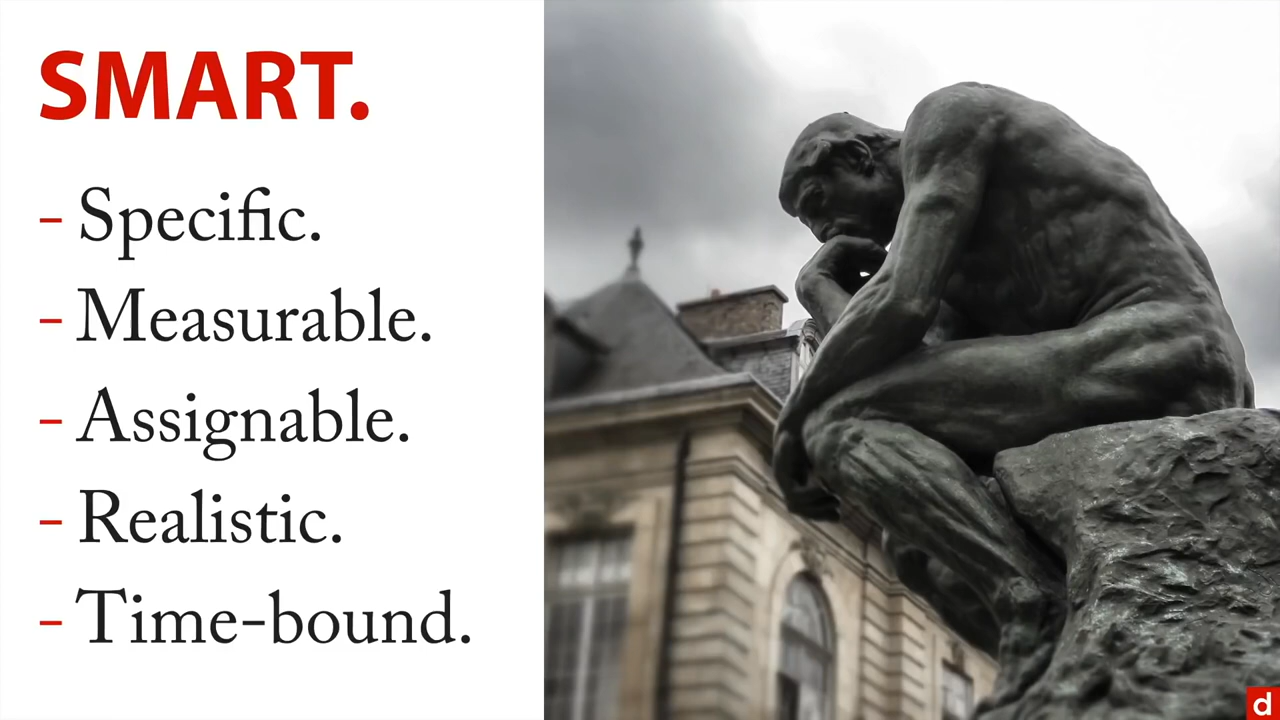 SMART.
- Specific.
- Measurable.
- Assignable.
- Realistic.
- Time-bound.
d